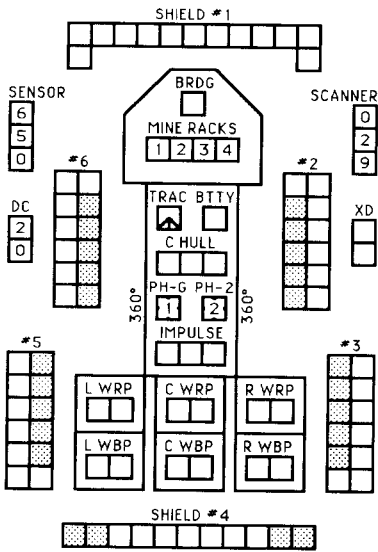 SHIELD #1
BRDG
SENSOR
6
5
0
SCANNER
0
2
9
MINE RACKS
1 2 3 4
#6
#2
TRAC BTTY
DC
2
0
XD
C HULL
PH-G PH-2
1 2
360°
360°
IMPULSE
#5
#3
L WRP C WRP R WRP
L WBP C WBP R WBP
SHIELD #4